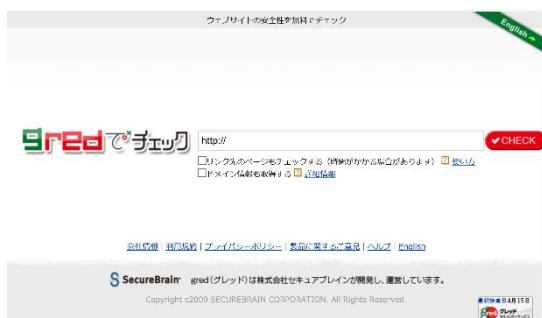 ウェブサイトの安全性を無料でチェック
English
gredでチェック
http://
CHECK
リンク先のページもチェックする（時間がかかる場合があります） 使い方
ドメイン情報も取得する 詳細情報
会社情報 | 利用規約 | プライバシーポリシー | 製品に関するご意見 | ヘルプ | English
SecureBrain gred（グレッド）は株式会社セキュアブレインが開発し、運営しています。
Copyright c2009 SECUREBRAIN CORPORATION. All Rights Reserved.
gred